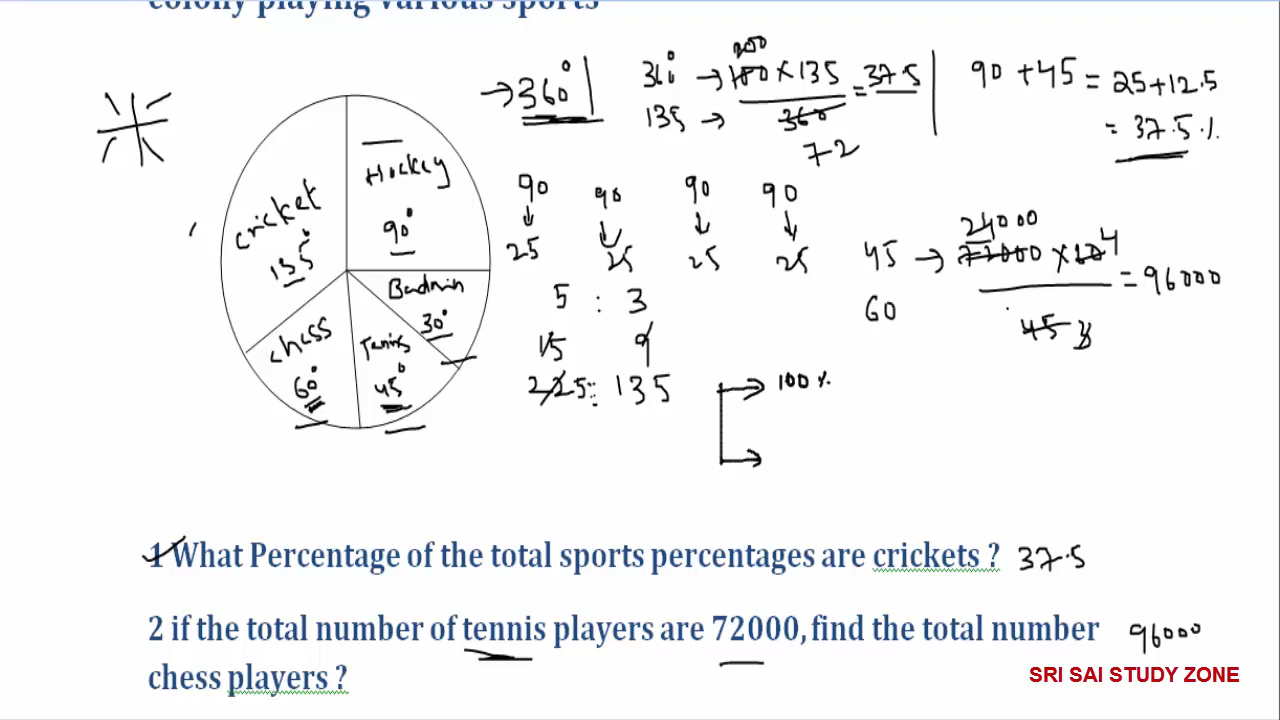 colony playing various sports
→ 360°
360° → 100 × 135 = 37.5
200
135 →
360
72
90 + 45 = 25 + 12.5
= 37.5 %
Hockey
90°
cricket
135°
Badmin
30°
Tennis
45°
chess
60°
90 90 90 90
25 25 25 25
5 : 3
15 9
225 : 135
100 %
24000
45 → 72000 × 60 4 = 96000
60
45 3
1 What Percentage of the total sports percentages are crickets ? 37.5
2 if the total number of tennis players are 72000, find the total number 96000
chess players ?
SRI SAI STUDY ZONE